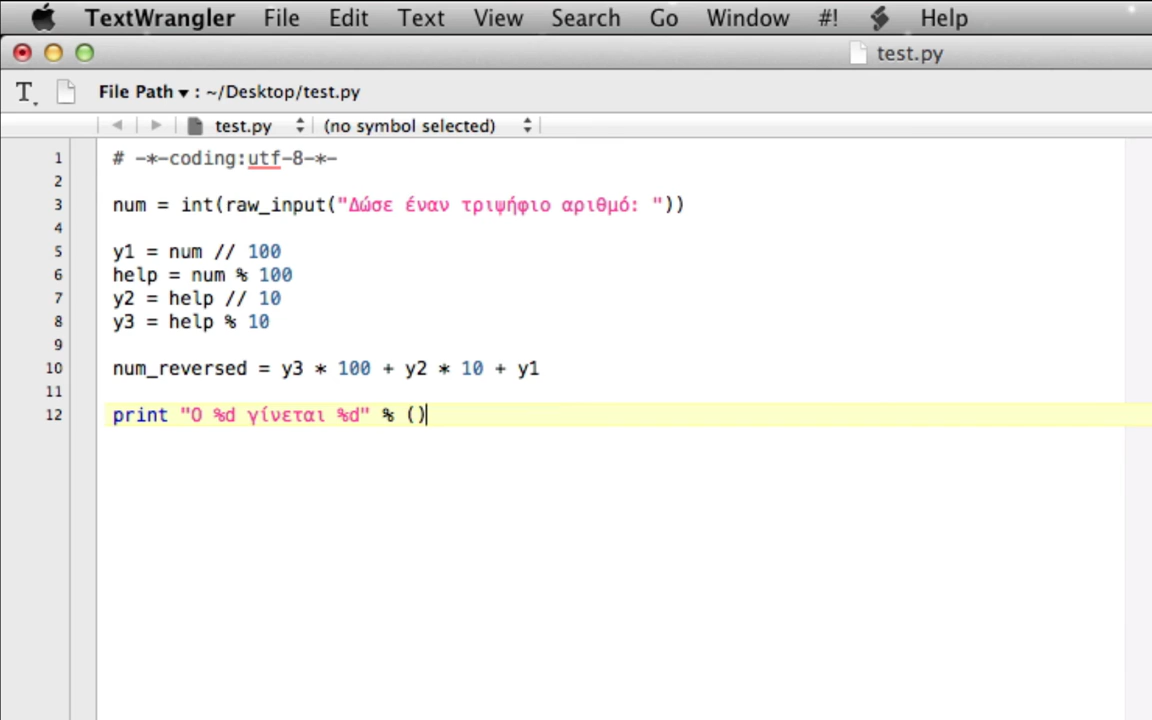 TextWrangler File Edit Text View Search Go Window #! Help
test.py
T File Path ▾ : ~/Desktop/test.py
test.py (no symbol selected)
1 # -*-coding:utf-8-*-
2
3 num = int(raw_input("Δώσε έναν τριψήφιο αριθμό: "))
4
5 y1 = num // 100
6 help = num % 100
7 y2 = help // 10
8 y3 = help % 10
9
10 num_reversed = y3 * 100 + y2 * 10 + y1
11
12 print "Ο %d γίνεται %d" % ()